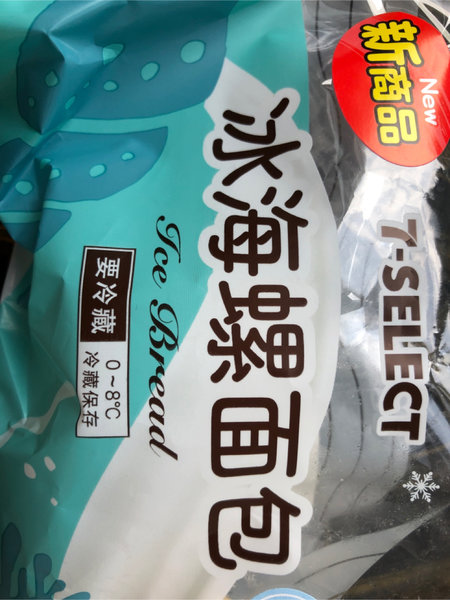 New
新商品
7-SELECT
冰海螺面包
Ice Bread
要冷藏
0~8℃
冷藏保存